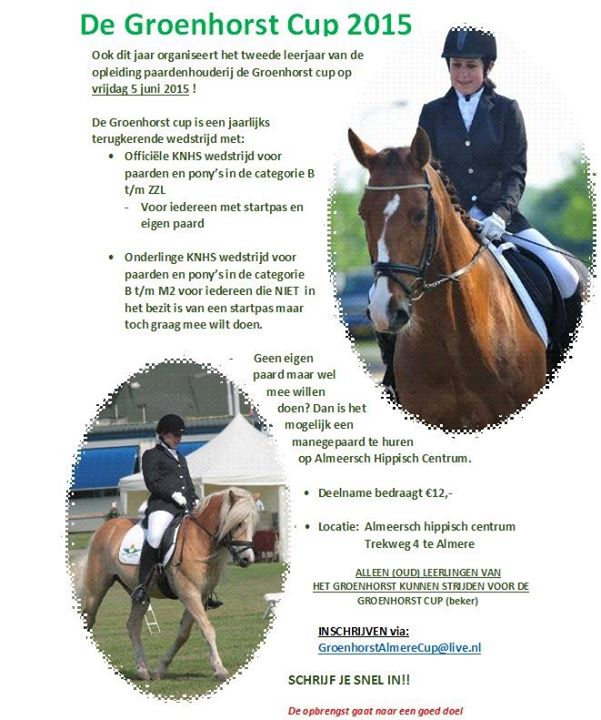 De Groenhorst Cup 2015
Ook dit jaar organiseert het tweede leerjaar van de
opleiding paardenhouderij de Groenhorst cup op
vrijdag 5 juni 2015 !
De Groenhorst cup is een jaarlijks
terugkerende wedstrijd met:
• Officiële KNHS wedstrijd voor
paarden en pony's in de categorie B
t/m ZZL
- Voor iedereen met startpas en
eigen paard
• Onderlinge KNHS wedstrijd voor
paarden en pony's in de categorie
B t/m M2 voor iedereen die NIET in
het bezit is van een startpas maar
toch graag mee wilt doen.
- Geen eigen
paard maar wel
mee willen
doen? Dan is het
mogelijk een
manegepaard te huren
op Almeersch Hippisch Centrum.
• Deelname bedraagt €12,-
• Locatie: Almeersch hippisch centrum
Trekweg 4 te Almere
ALLEEN (OUD) LEERLINGEN VAN
HET GROENHORST KUNNEN STRIJDEN VOOR DE
GROENHORST CUP (beker)
INSCHRIJVEN via:
GroenhorstAlmereCup@live.nl
SCHRIJF JE SNEL IN!!
De opbrengst gaat naar een goed doel